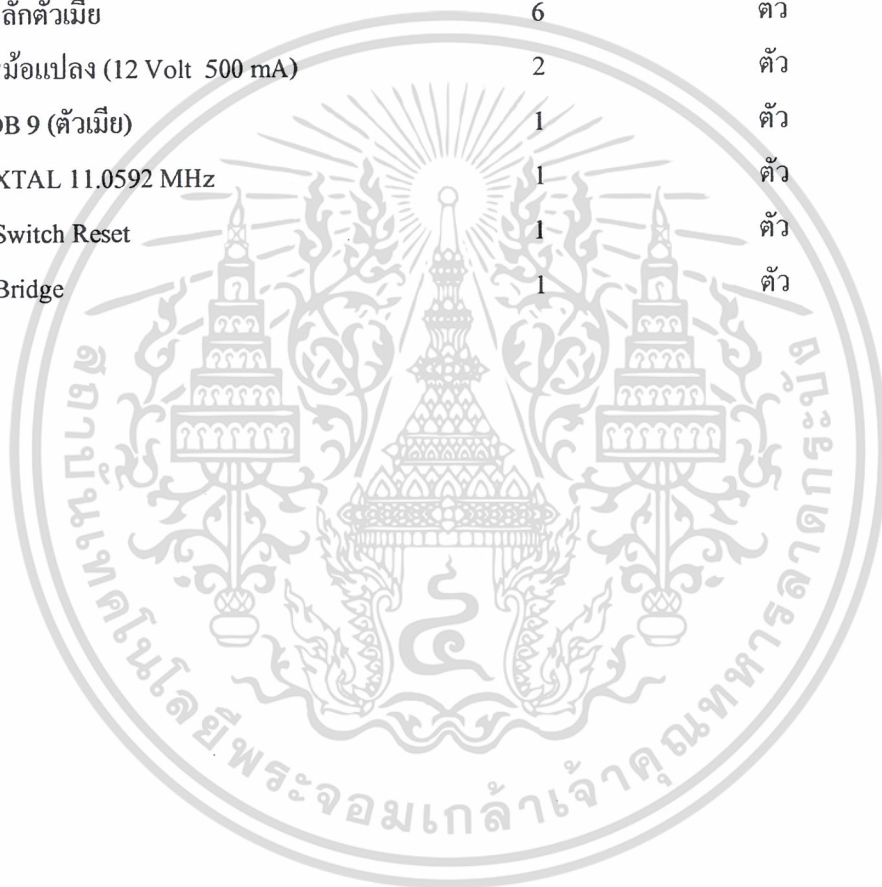 ลักตัวเมีย 6 ตัว
ม้อแปลง (12 Volt 500 mA) 2 ตัว
DB 9 (ตัวเมีย) 1 ตัว
XTAL 11.0592 MHz 1 ตัว
Switch Reset 1 ตัว
Bridge 1 ตัว
สถาบันเทคโนโลยีพระจอมเกล้าเจ้าคุณทหารลาดกระบัง